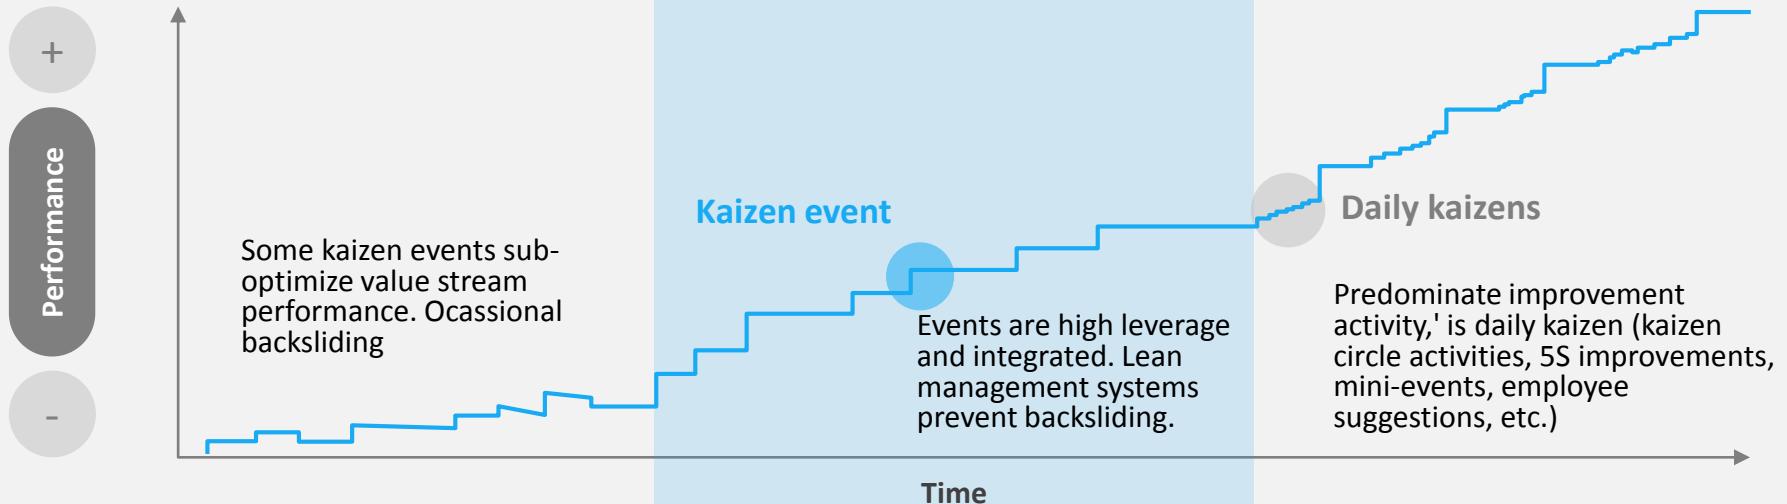 +
Performance
-
Some kaizen events sub-
optimize value stream
performance. Ocassional
backsliding
Kaizen event
Events are high leverage
and integrated. Lean
management systems
prevent backsliding.
Daily kaizens
Predominate improvement
activity,' is daily kaizen (kaizen
circle activities, 5S improvements,
mini-events, employee
suggestions, etc.)
Time